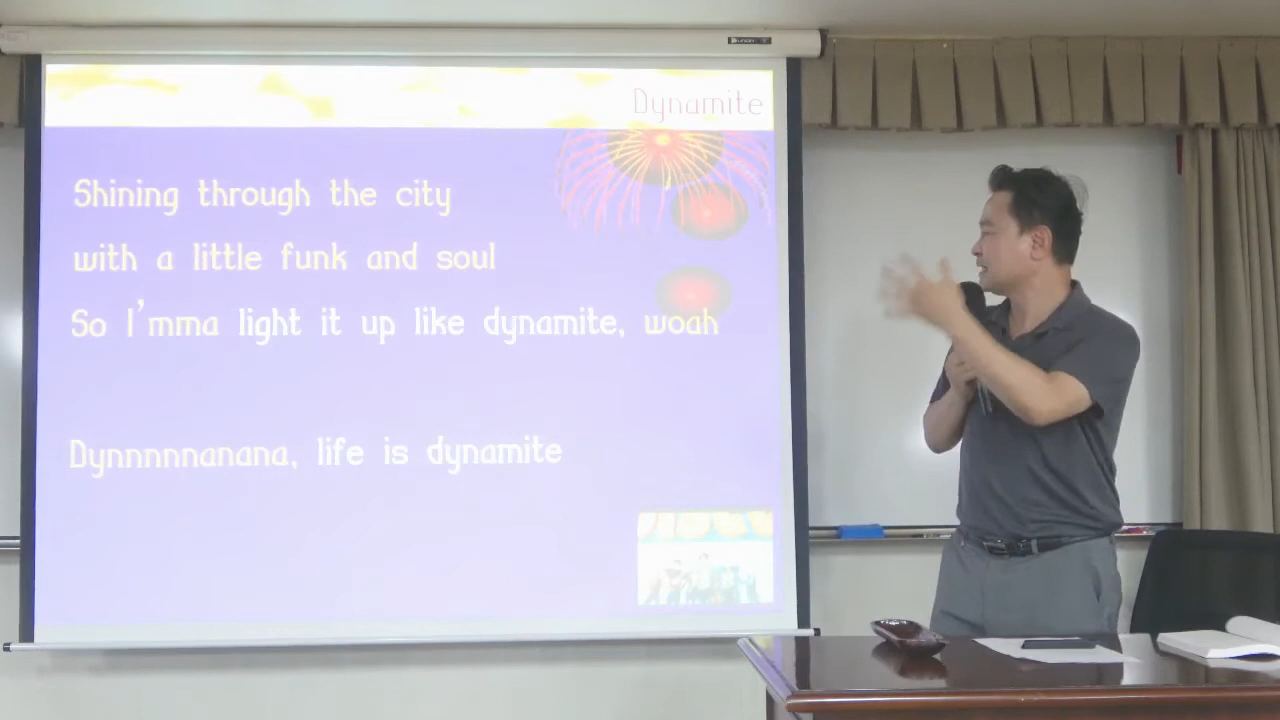 Dynamite
Shining through the city
with a little funk and soul
So I'mma light it up like dynamite, woah
Dynnnnnanana, life is dynamite